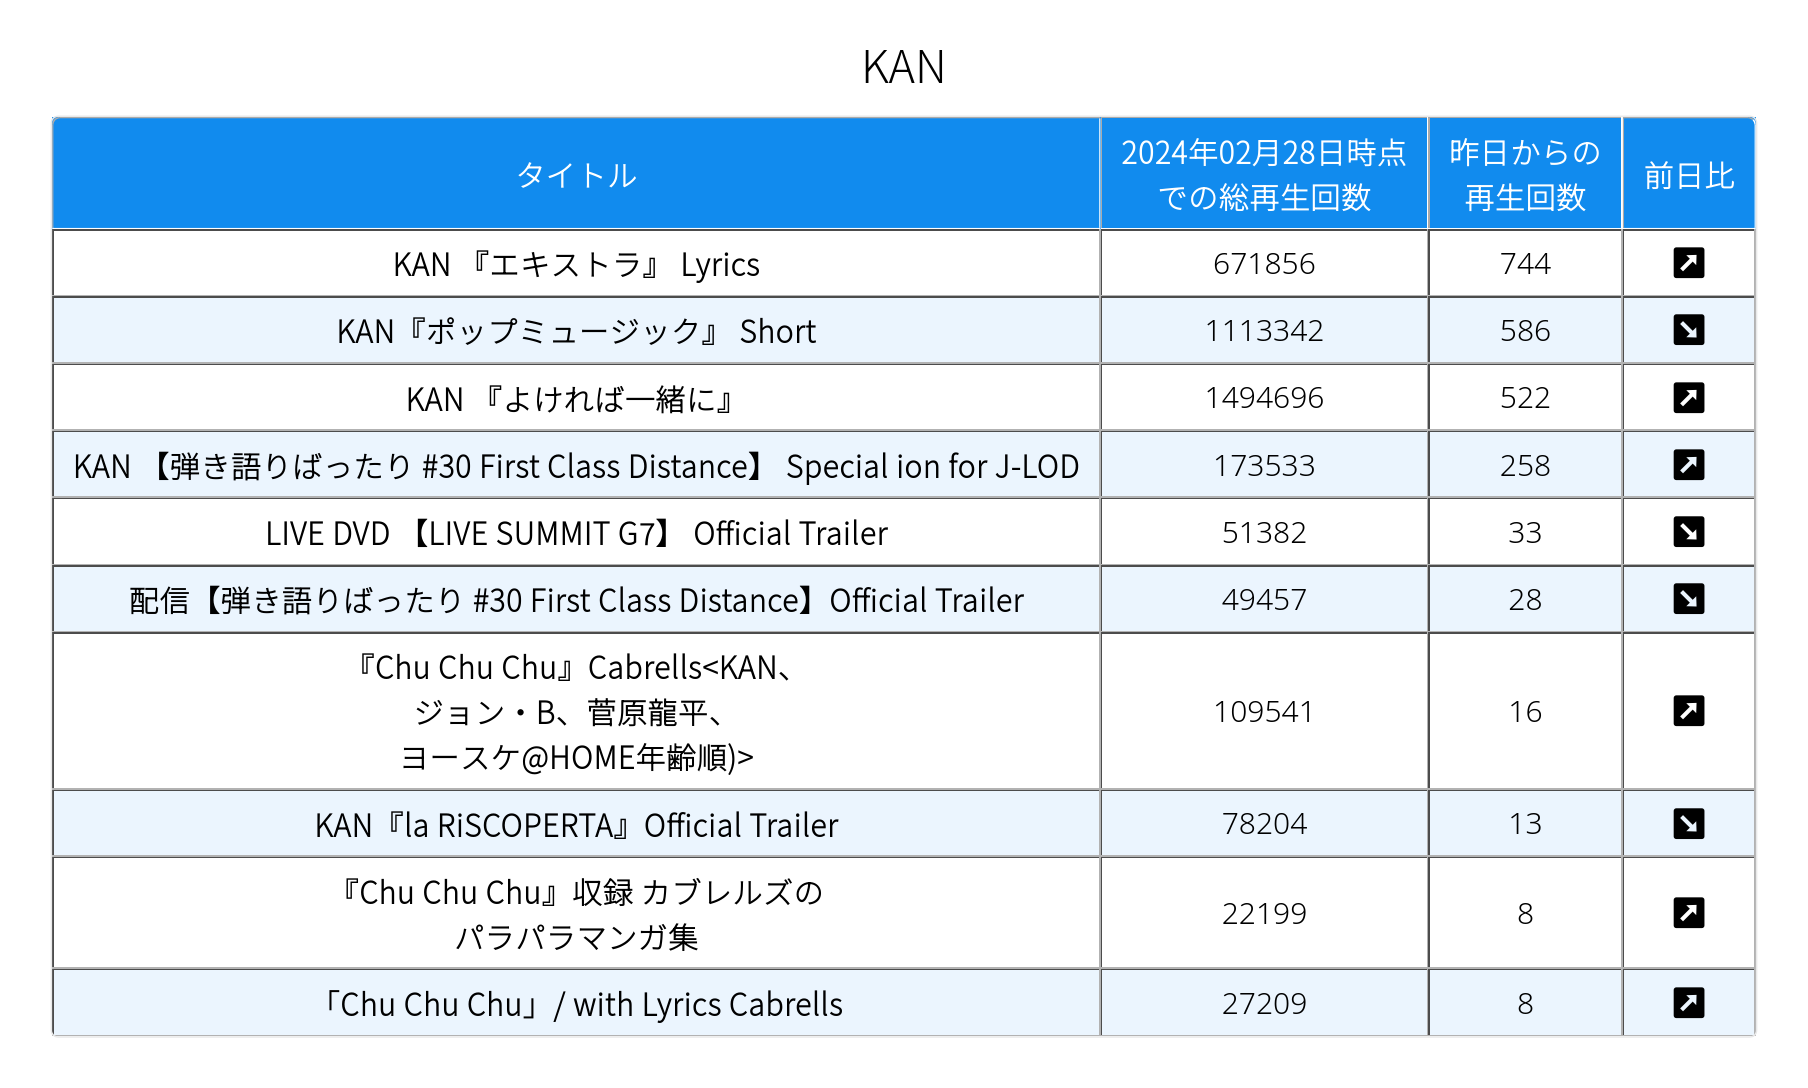 KAN
タイトル
2024年02月28日時点
での総再生回数
昨日からの
再生回数
前日比
KAN 『エキストラ』 Lyrics
671856
744
KAN『ポップミュージック』 Short
1113342
586
KAN 『よければ一緒に』
1494696
522
KAN 【弾き語りばったり #30 First Class Distance】 Special ion for J-LOD
173533
258
LIVE DVD 【LIVE SUMMIT G7】 Official Trailer
51382
33
配信【弾き語りばったり #30 First Class Distance】Official Trailer
49457
28
『Chu Chu Chu』Cabrells<KAN、
ジョン・B、菅原龍平、
ヨースケ@HOME年齢順)>
109541
16
KAN『la RiSCOPERTA』Official Trailer
78204
13
『Chu Chu Chu』収録 カブレルズの
パラパラマンガ集
22199
8
「Chu Chu Chu」/ with Lyrics Cabrells
27209
8